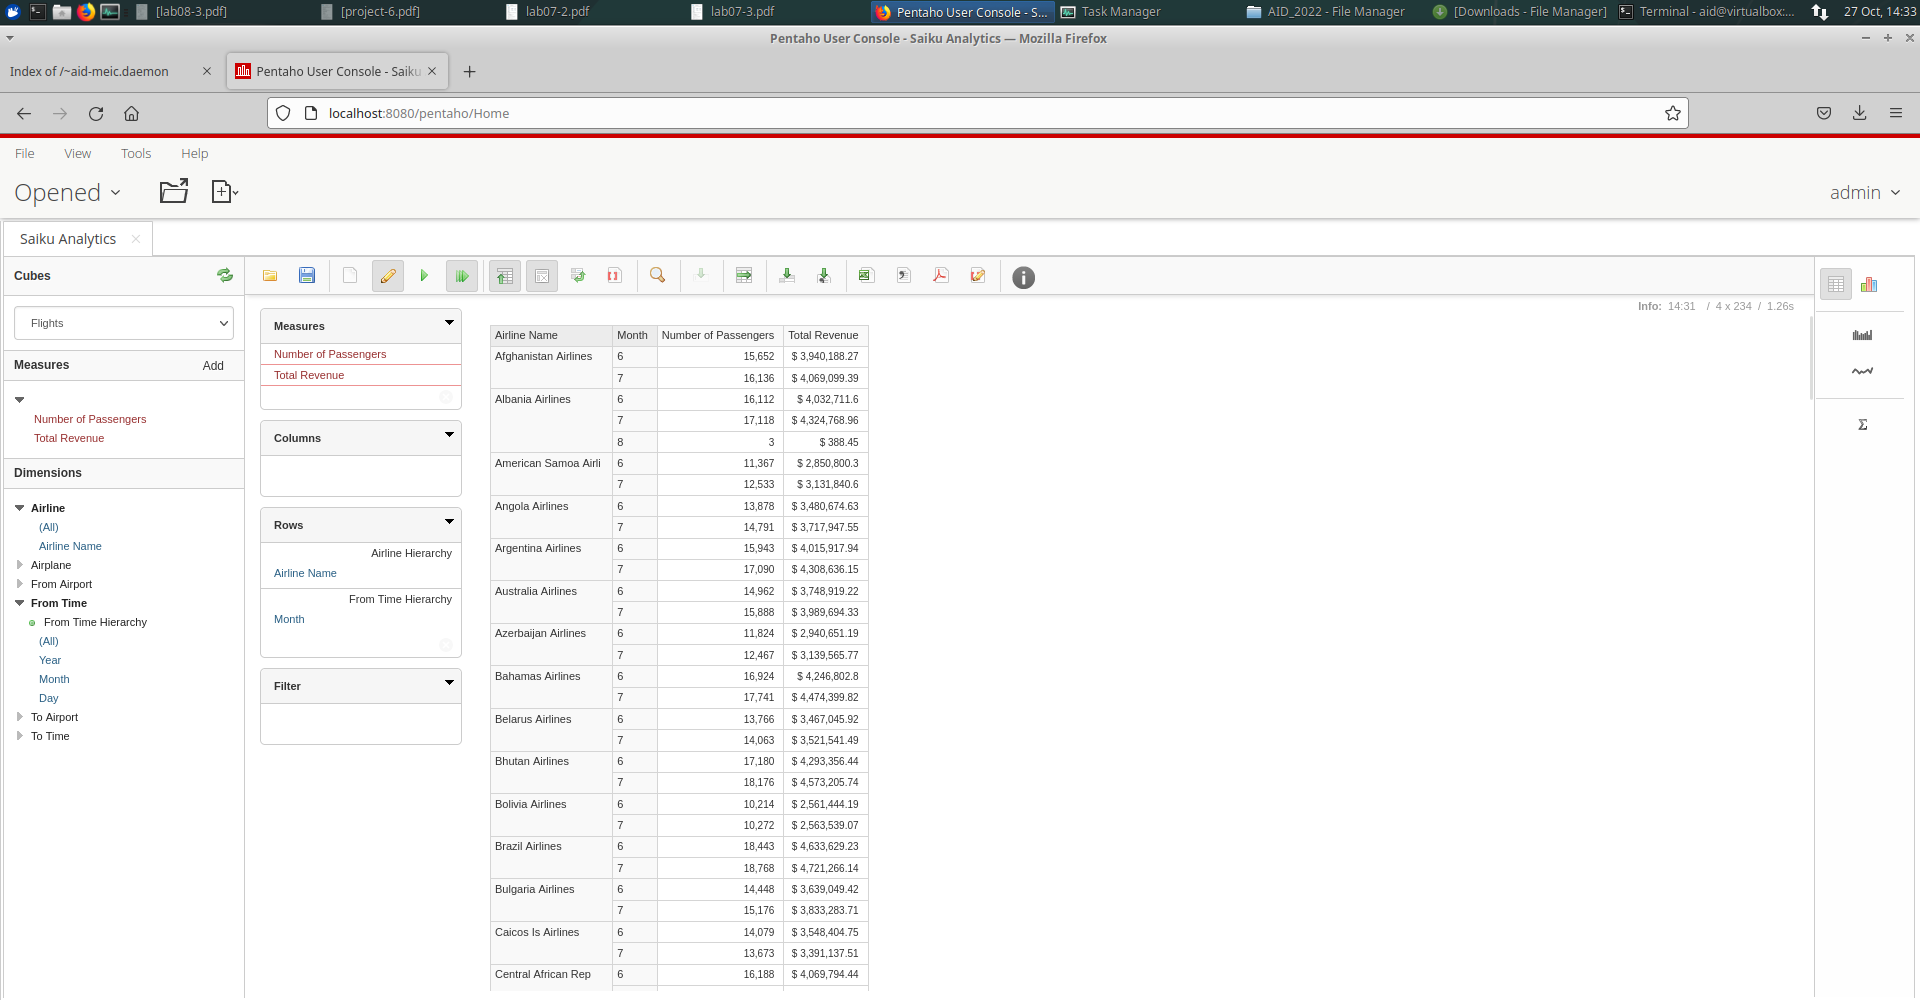 [lab08-3.pdf] [project-6.pdf] lab07-2.pdf lab07-3.pdf Pentaho User Console - S... Task Manager AID_2022 - File Manager [Downloads - File Manager] Terminal - aid@virtualbox:... 27 Oct, 14:33
Pentaho User Console - Saiku Analytics — Mozilla Firefox
Index of /~aid-meic.daemon Pentaho User Console - Saiku
localhost:8080/pentaho/Home
File View Tools Help
Opened admin
Saiku Analytics
Cubes
Info: 14:31 / 4 x 234 / 1.26s
Flights
Measures Add
Number of Passengers
Total Revenue
Dimensions
Airline
(All)
Airline Name
Airplane
From Airport
From Time
From Time Hierarchy
(All)
Year
Month
Day
To Airport
To Time
Measures
Number of Passengers
Total Revenue
Columns
Rows
Airline Hierarchy
Airline Name
From Time Hierarchy
Month
Filter
Airline Name Month Number of Passengers Total Revenue
Afghanistan Airlines 6 15,652 $ 3,940,188.27
7 16,136 $ 4,069,099.39
Albania Airlines 6 16,112 $ 4,032,711.6
7 17,118 $ 4,324,768.96
8 3 $ 388.45
American Samoa Airli 6 11,367 $ 2,850,800.3
7 12,533 $ 3,131,840.6
Angola Airlines 6 13,878 $ 3,480,674.63
7 14,791 $ 3,717,947.55
Argentina Airlines 6 15,943 $ 4,015,917.94
7 17,090 $ 4,308,636.15
Australia Airlines 6 14,962 $ 3,748,919.22
7 15,888 $ 3,989,694.33
Azerbaijan Airlines 6 11,824 $ 2,940,651.19
7 12,467 $ 3,139,565.77
Bahamas Airlines 6 16,924 $ 4,246,802.8
7 17,741 $ 4,474,399.82
Belarus Airlines 6 13,766 $ 3,467,045.92
7 14,063 $ 3,521,541.49
Bhutan Airlines 6 17,180 $ 4,293,356.44
7 18,176 $ 4,573,205.74
Bolivia Airlines 6 10,214 $ 2,561,444.19
7 10,272 $ 2,563,539.07
Brazil Airlines 6 18,443 $ 4,633,629.23
7 18,768 $ 4,721,266.14
Bulgaria Airlines 6 14,448 $ 3,639,049.42
7 15,176 $ 3,833,283.71
Caicos Is Airlines 6 14,079 $ 3,548,404.75
7 13,673 $ 3,391,137.51
Central African Rep 6 16,188 $ 4,069,794.44